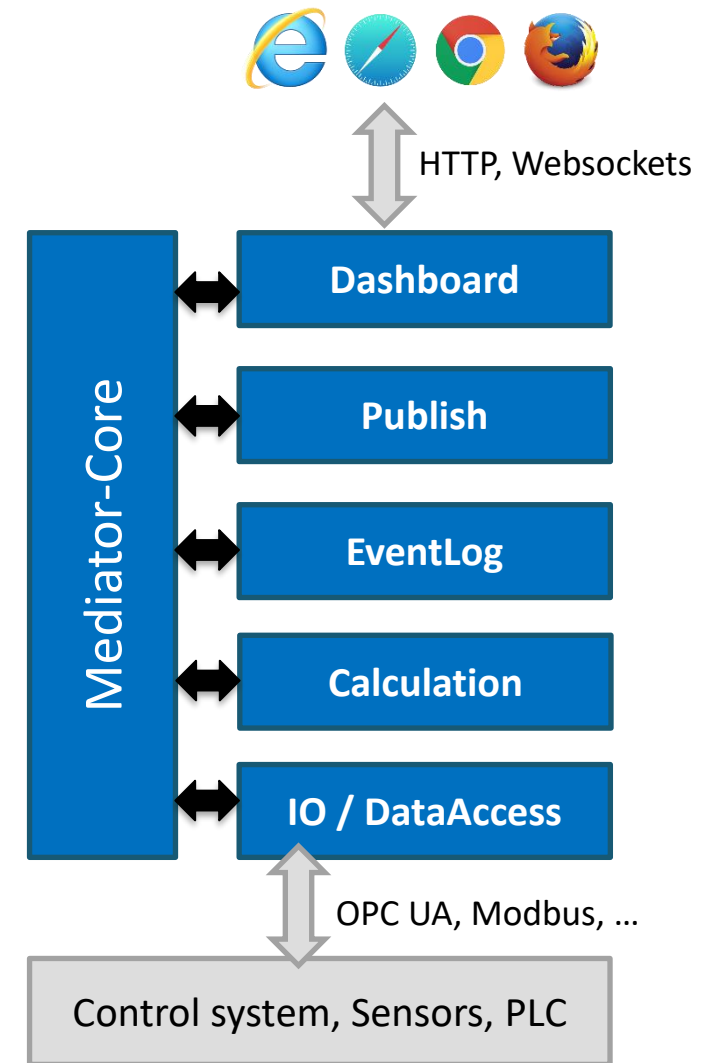 HTTP, Websockets
Mediator-Core
Dashboard
Publish
EventLog
Calculation
IO / DataAccess
OPC UA, Modbus, …
Control system, Sensors, PLC